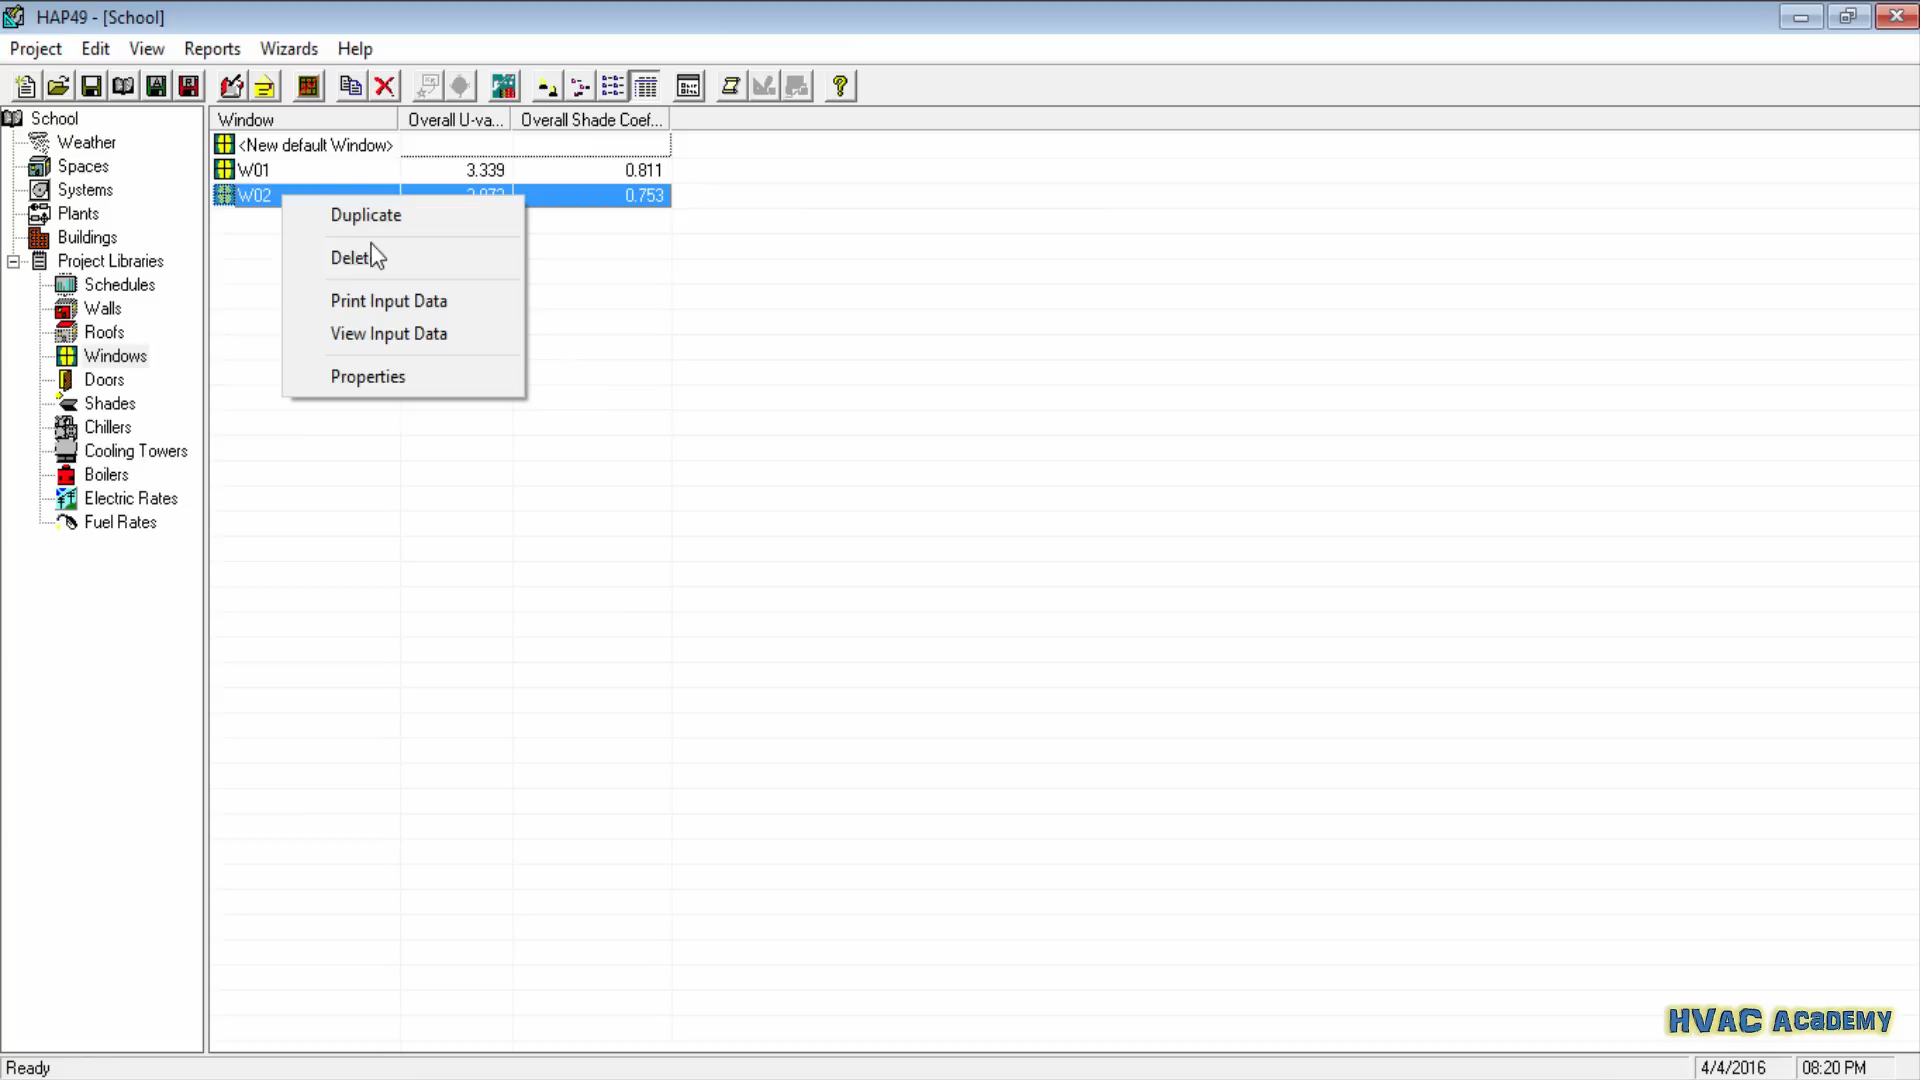 HAP49 - [School]
Project Edit View Reports Wizards Help
School
Weather
Spaces
Systems
Plants
Buildings
Project Libraries
Schedules
Walls
Roofs
Windows
Doors
Shades
Chillers
Cooling Towers
Boilers
Electric Rates
Fuel Rates
Window Overall U-va... Overall Shade Coef...
<New default Window>
W01 3.339 0.811
W02 0.753
Duplicate
Delet
Print Input Data
View Input Data
Properties
HVAC Academy
Ready 4/4/2016 08:20 PM